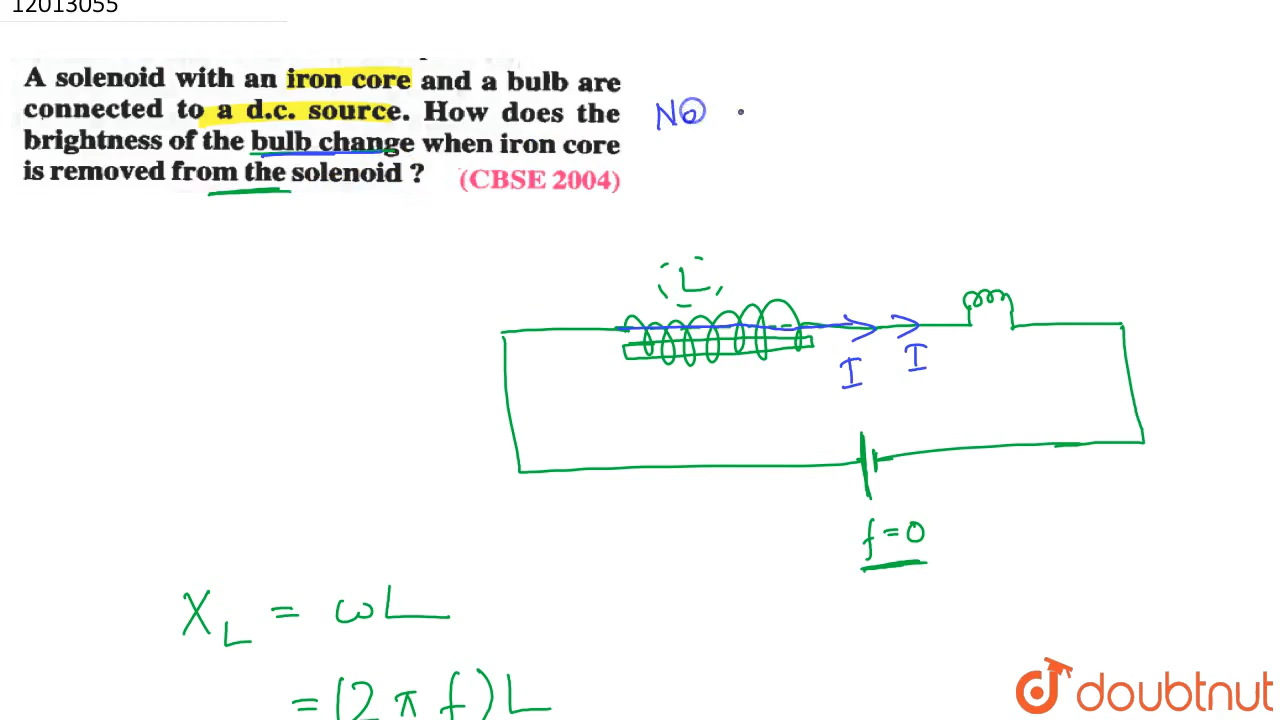 12013055
A solenoid with an iron core and a bulb are
connected to a d.c. source. How does the
brightness of the bulb change when iron core
is removed from the solenoid ? (CBSE 2004)
NO
L
I
I
f = 0
X_L = ωL
= (2 π f) L
doubtnut